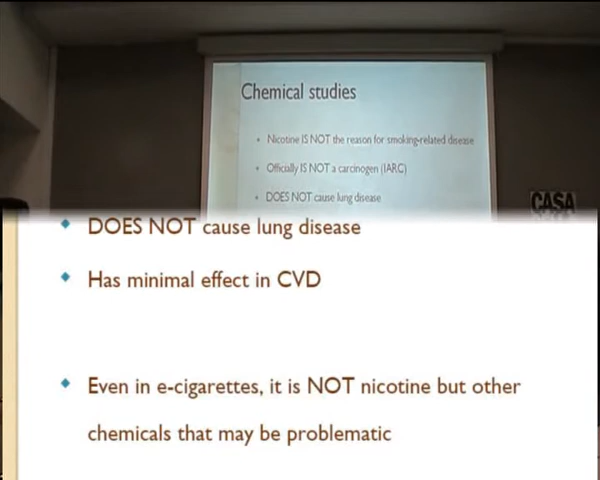 Chemical studies
Nicotine IS NOT the reason for smoking-related disease
Officially IS NOT a carcinogen (IARC)
DOES NOT cause lung disease
CASA
DOES NOT cause lung disease
Has minimal effect in CVD
Even in e-cigarettes, it is NOT nicotine but other
chemicals that may be problematic